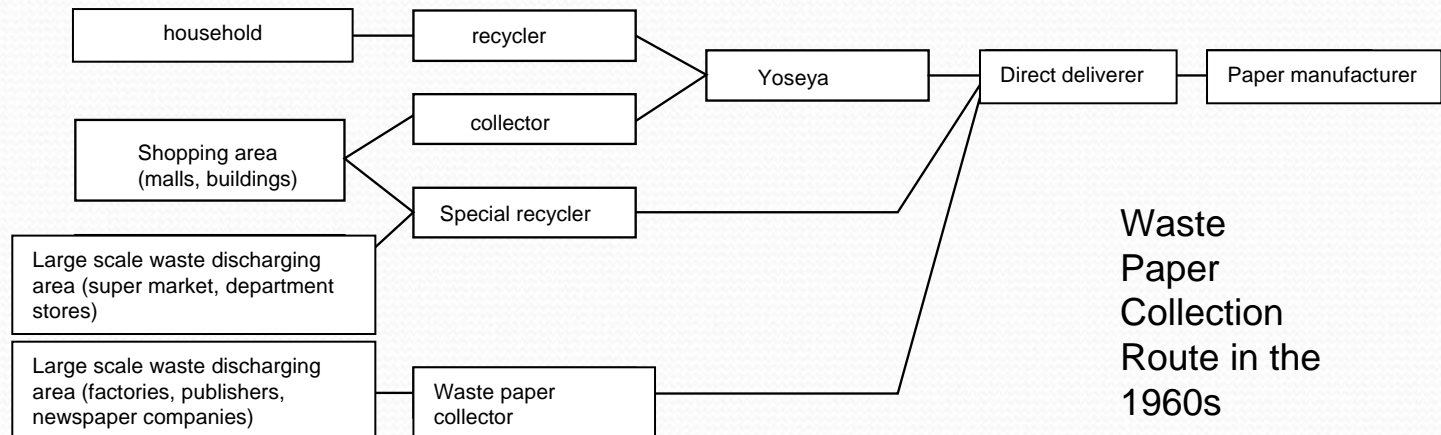 household
recycler
Yoseya
Direct deliverer
Paper manufacturer
collector
Shopping area
(malls, buildings)
Special recycler
Large scale waste discharging
area (super market, department
stores)
Large scale waste discharging
area (factories, publishers,
newspaper companies)
Waste paper
collector
Waste
Paper
Collection
Route in the
1960s